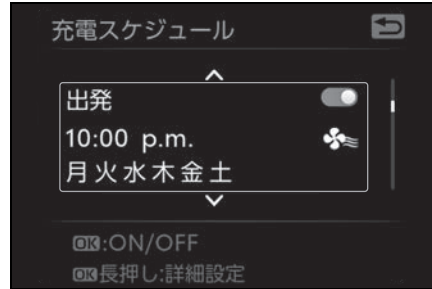 充電スケジュール
出発
10:00 p.m.
月火水木金土
OK:ON/OFF
OK長押し:詳細設定